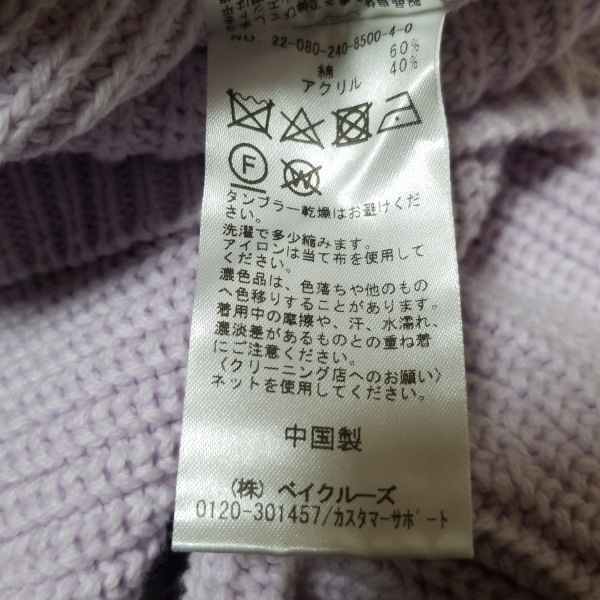 NO. 22-080-240-8500-4-0
綿 60%
アクリル 40%
F
W
タンブラー乾燥はお避けくだ
さい。
洗濯で多少縮みます。
アイロンは当て布を使用して
ください。
濃色品は、色落ちや他のもの
へ色移りすることがあります。
着用中の摩擦や、汗、水濡れ、
濃淡差があるものとの重ね着
にご注意ください。
〈クリーニング店へのお願い〉
ネットを使用してください。
中国製
(株) ベイクルーズ
0120-301457/カスタマーサポート